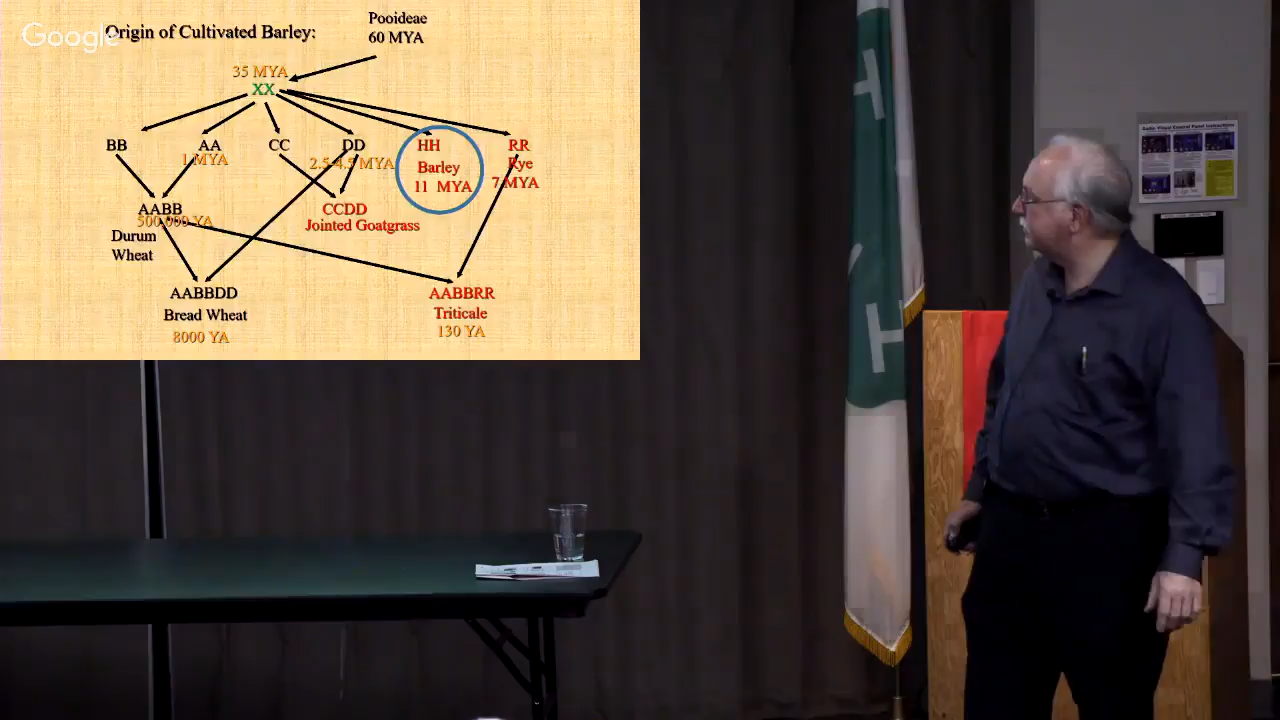 Google
Origin of Cultivated Barley:
Pooideae
60 MYA
35 MYA
XX
BB
AA
CC
DD
HH
RR
1 MYA
2.5-4.5 MYA
Barley
11 MYA
Rye
7 MYA
AABB
500,000 YA
Durum
Wheat
CCDD
Jointed Goatgrass
AABBDD
Bread Wheat
8000 YA
AABBRR
Triticale
130 YA
H
H